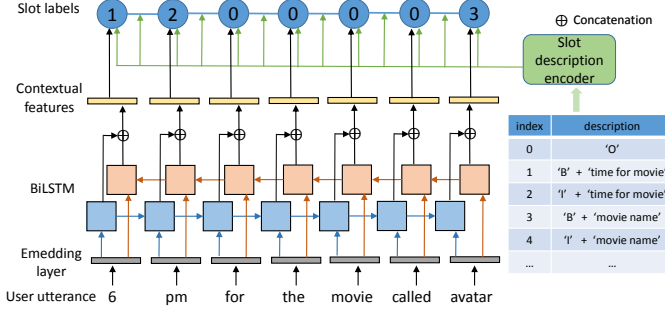 Slot labels 1 2 0 0 0 0 3
⊕ Concatenation
Slot
description
encoder
Contextual
features
index description
0 'O'
1 'B' + 'time for movie'
2 'I' + 'time for movie'
3 'B' + 'movie name'
4 'I' + 'movie name'
... ...
BiLSTM
Emedding
layer
User utterance 6 pm for the movie called avatar